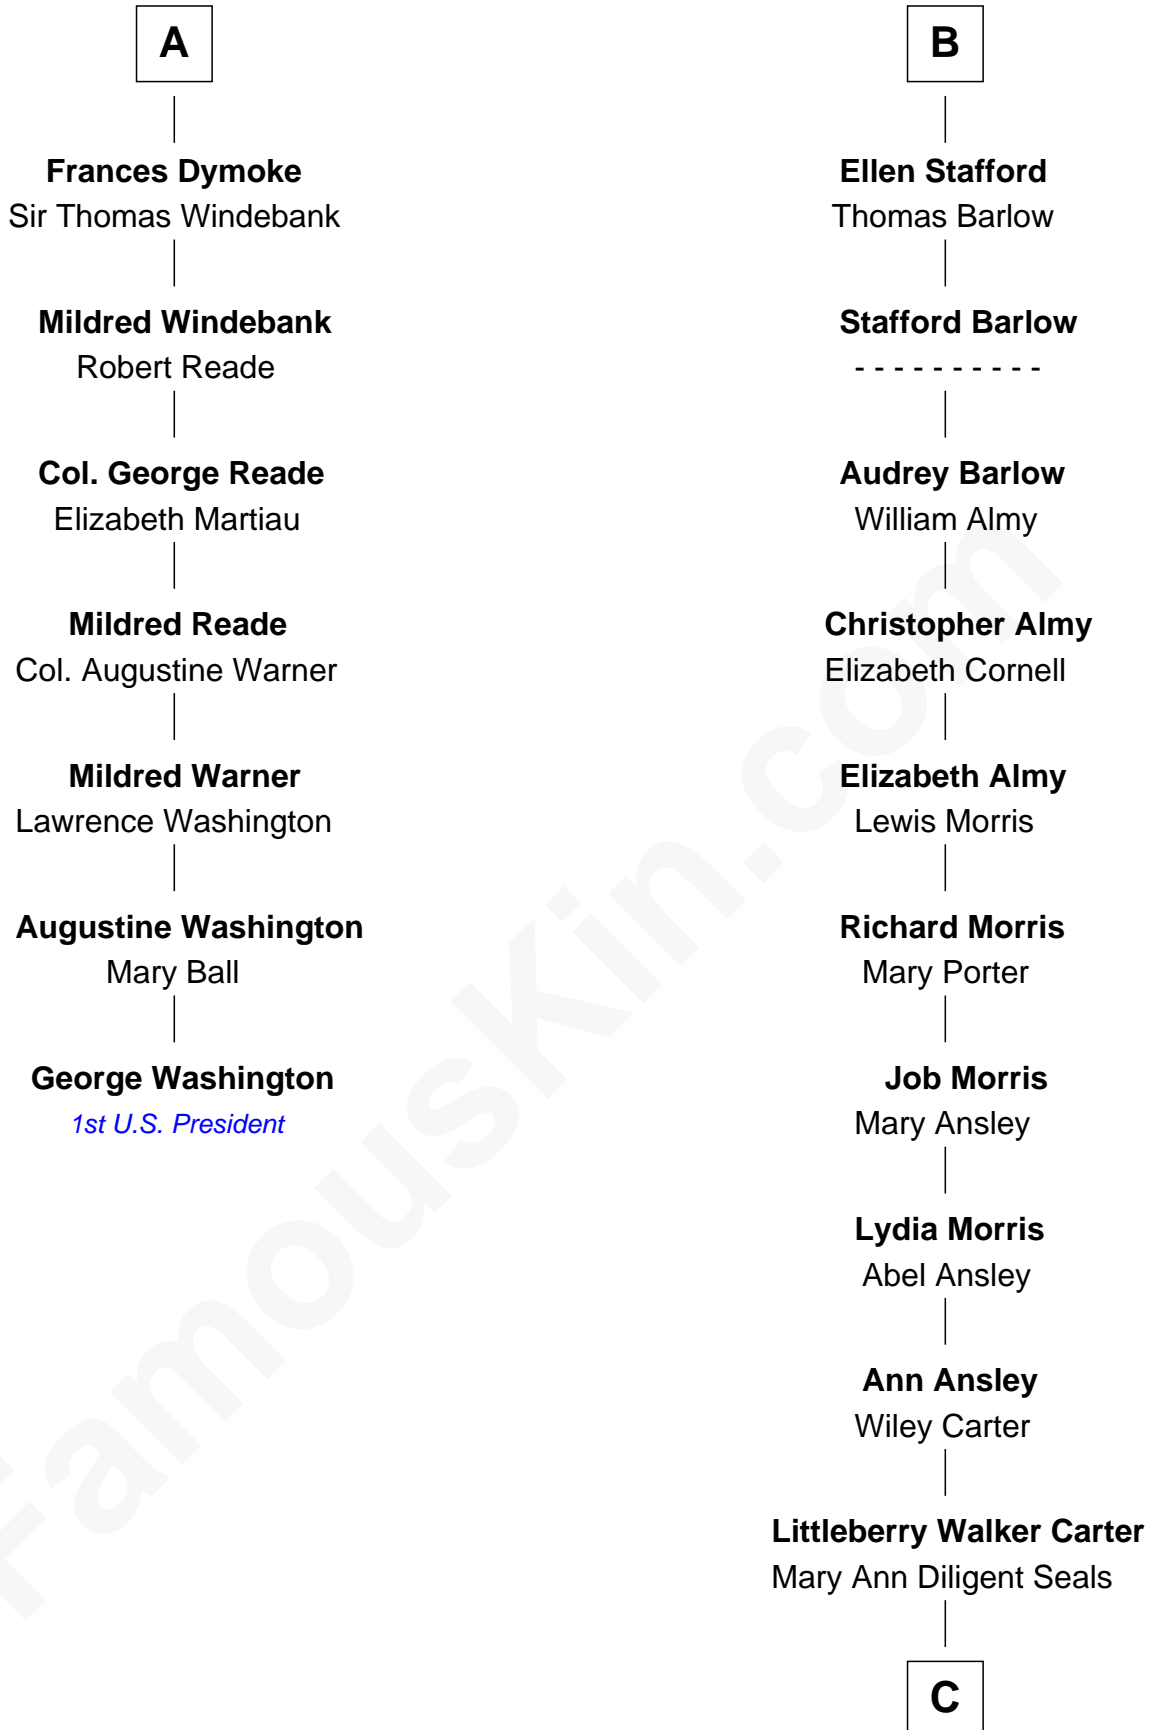 A
Frances Dymoke
Sir Thomas Windebank
Mildred Windebank
Robert Reade
Col. George Reade
Elizabeth Martiau
Mildred Reade
Col. Augustine Warner
Mildred Warner
Lawrence Washington
Augustine Washington
Mary Ball
George Washington
1st U.S. President
B
Ellen Stafford
Thomas Barlow
Stafford Barlow
- - - - - - - - - -
Audrey Barlow
William Almy
Christopher Almy
Elizabeth Cornell
Elizabeth Almy
Lewis Morris
Richard Morris
Mary Porter
Job Morris
Mary Ansley
Lydia Morris
Abel Ansley
Ann Ansley
Wiley Carter
Littleberry Walker Carter
Mary Ann Diligent Seals
C
FamousKin.com